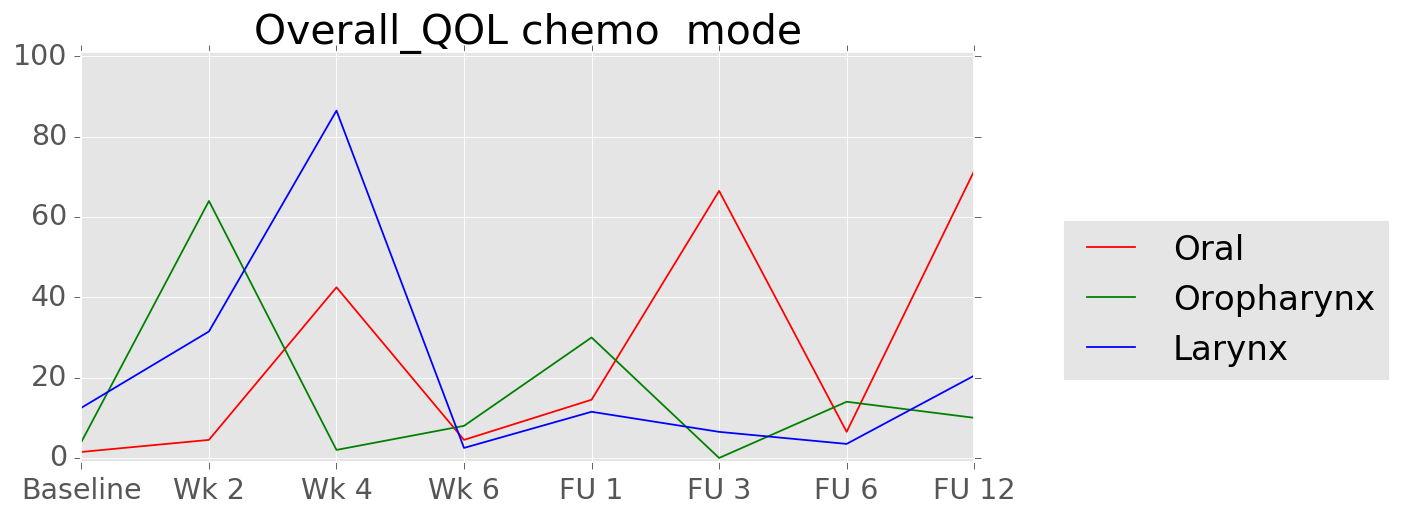 Overall_QOL chemo  mode
100
80
60
40
20
0
Baseline Wk 2 Wk 4 Wk 6 FU 1 FU 3 FU 6 FU 12
Oral
Oropharynx
Larynx